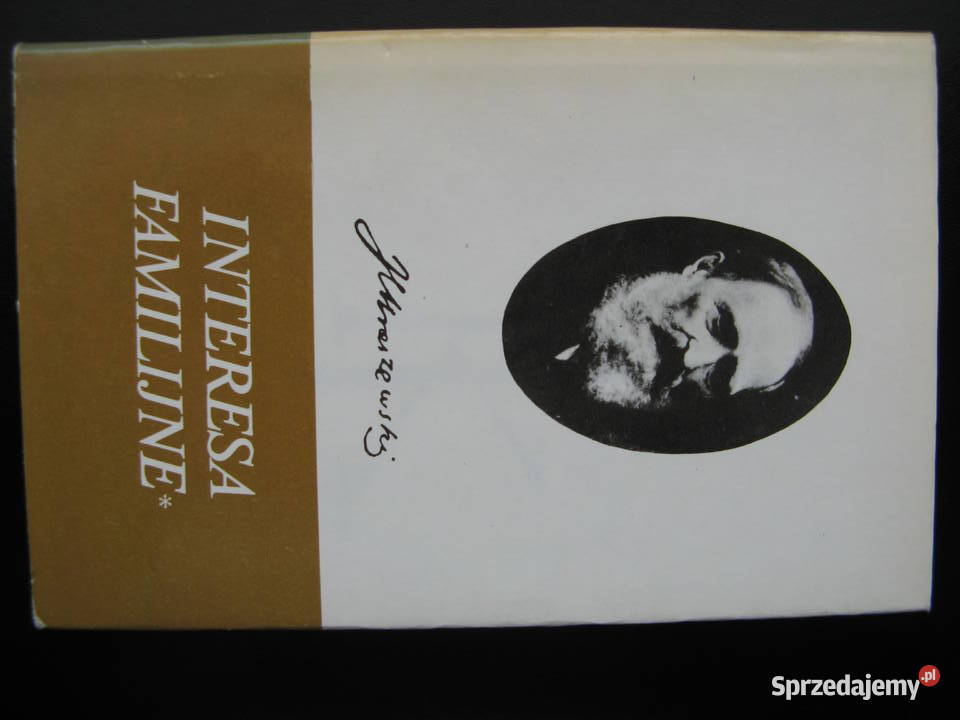 JIKraszewski
INTERESA
FAMILIJNE*
Sprzedajemy.pl